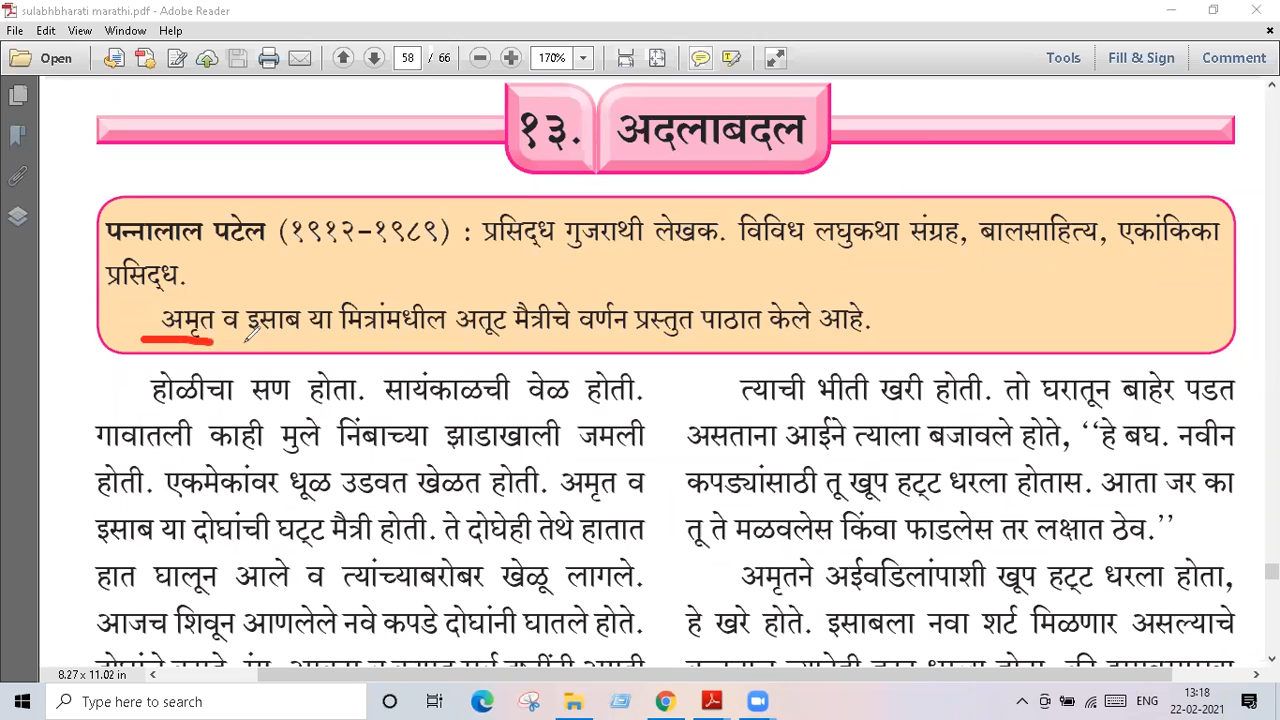 sulabhbharati marathi.pdf - Adobe Reader
File Edit View Window Help
Open 58 / 66 170% Tools Fill & Sign Comment
१३. अदलाबदल
पन्नालाल पटेल (१९१२-१९८९) : प्रसिद्ध गुजराथी लेखक. विविध लघुकथा संग्रह, बालसाहित्य, एकांकिका
प्रसिद्ध.
अमृत व इसाब या मित्रांमधील अतूट मैत्रीचे वर्णन प्रस्तुत पाठात केले आहे.
होळीचा सण होता. सायंकाळची वेळ होती.
गावातली काही मुले निंबाच्या झाडाखाली जमली
होती. एकमेकांवर धूळ उडवत खेळत होती. अमृत व
इसाब या दोघांची घट्ट मैत्री होती. ते दोघेही तेथे हातात
हात घालून आले व त्यांच्याबरोबर खेळू लागले.
आजच शिवून आणलेले नवे कपडे दोघांनी घातले होते.
त्याची भीती खरी होती. तो घरातून बाहेर पडत
असताना आईने त्याला बजावले होते, ‘‘हे बघ. नवीन
कपड्यांसाठी तू खूप हट्ट धरला होतास. आता जर का
तू ते मळवलेस किंवा फाडलेस तर लक्षात ठेव.’’
अमृतने अईवडिलांपाशी खूप हट्ट धरला होता,
हे खरे होते. इसाबला नवा शर्ट मिळणार असल्याचे
8.27 x 11.02 in
Type here to search
ENG
13:18
22-02-2021